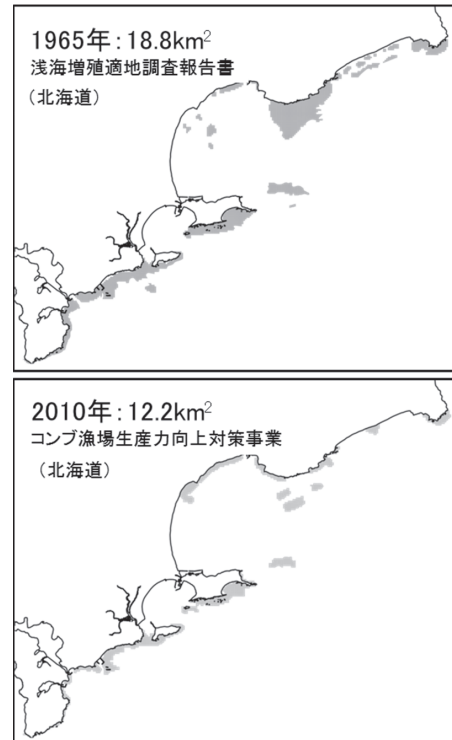 1965年：18.8km²
浅海増殖適地調査報告書
（北海道）
2010年：12.2km²
コンブ漁場生産力向上対策事業
（北海道）